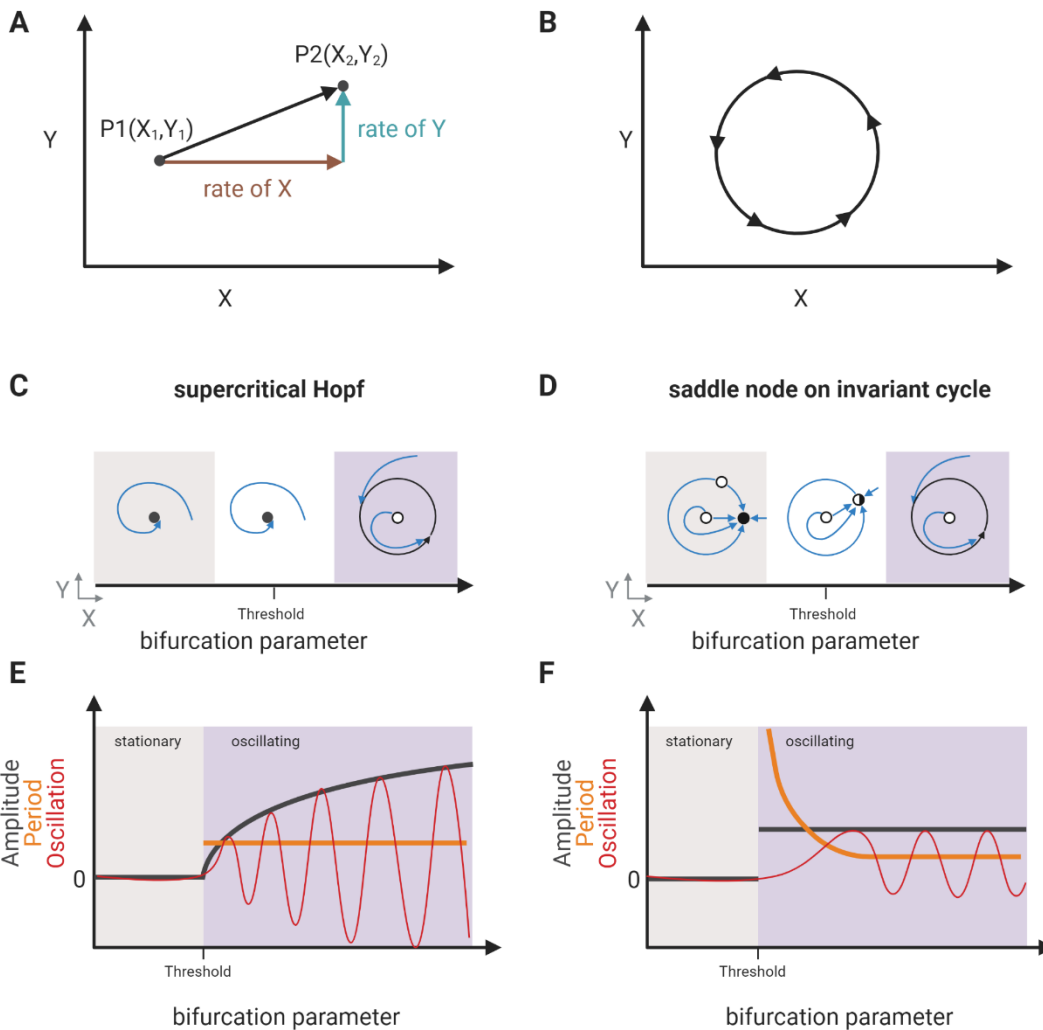 A
P2(X₂,Y₂)
P1(X₁,Y₁)
Y
rate of Y
rate of X
X
B
Y
X
C
supercritical Hopf
Y
X
Threshold
bifurcation parameter
D
saddle node on invariant cycle
Y
X
Threshold
bifurcation parameter
E
stationary
oscillating
Amplitude
Period
Oscillation
0
Threshold
bifurcation parameter
F
stationary
oscillating
Amplitude
Period
Oscillation
0
Threshold
bifurcation parameter